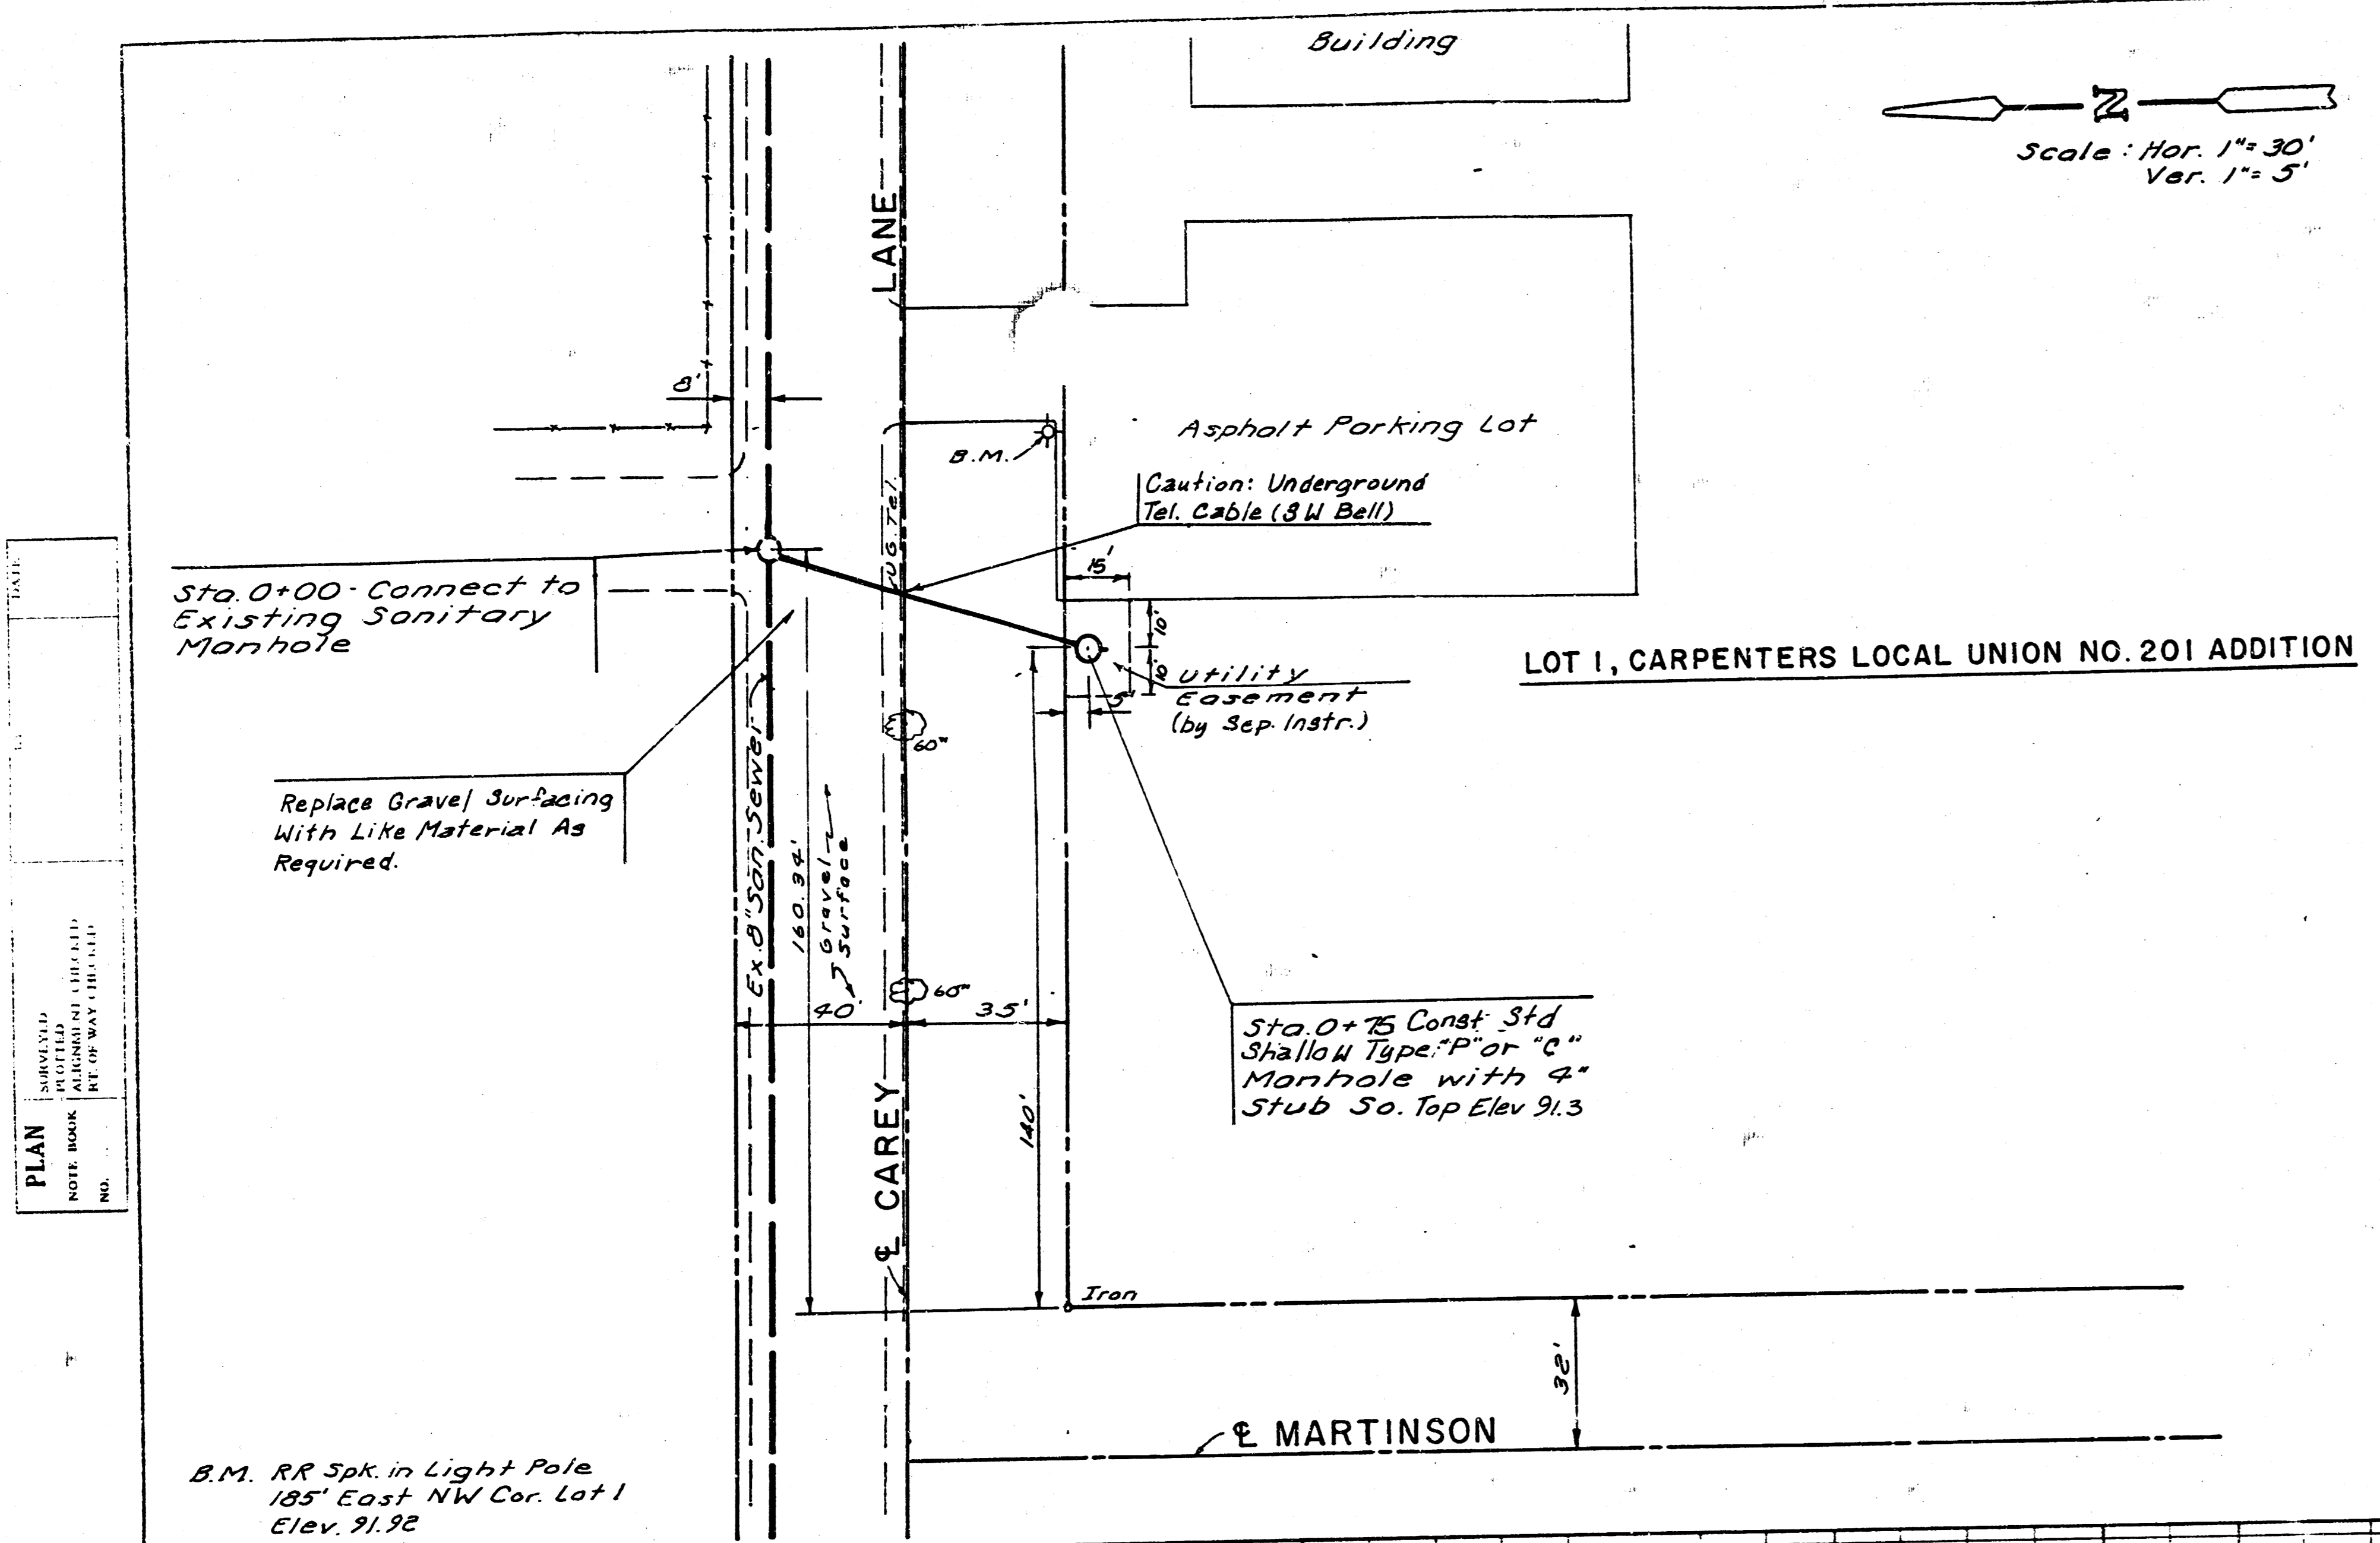 Building
N
Scale: Hor. 1"=30'
Ver. 1"=5'
LANE
8'
Asphalt Parking Lot
B.M.
U.G. Tel.
Caution: Underground
Tel. Cable (SW Bell)
15'
10'
10'
5'
Sta. 0+00 - Connect to
Existing Sanitary
Manhole
Utility
Easement
(by Sep. Instr.)
LOT 1, CARPENTERS LOCAL UNION NO. 201 ADDITION
60"
Replace Gravel Surfacing
With Like Material As
Required.
Ex. 8" San. Sewer
160.34'
Gravel
Surface
60"
40'
35'
140'
Sta. 0+75 Const. Std
Shallow Type "P" or "C"
Manhole with 4"
Stub So. Top Elev 91.3
℄ CAREY
Iron
32'
℄ MARTINSON
B.M. RR Spk. in Light Pole
185' East NW Cor. Lot 1
Elev. 91.92
PLAN
NOTE BOOK
NO.
SURVEYED
PLOTTED
ALIGNMENT CHECKED
RT. OF WAY CHECKED
DATE